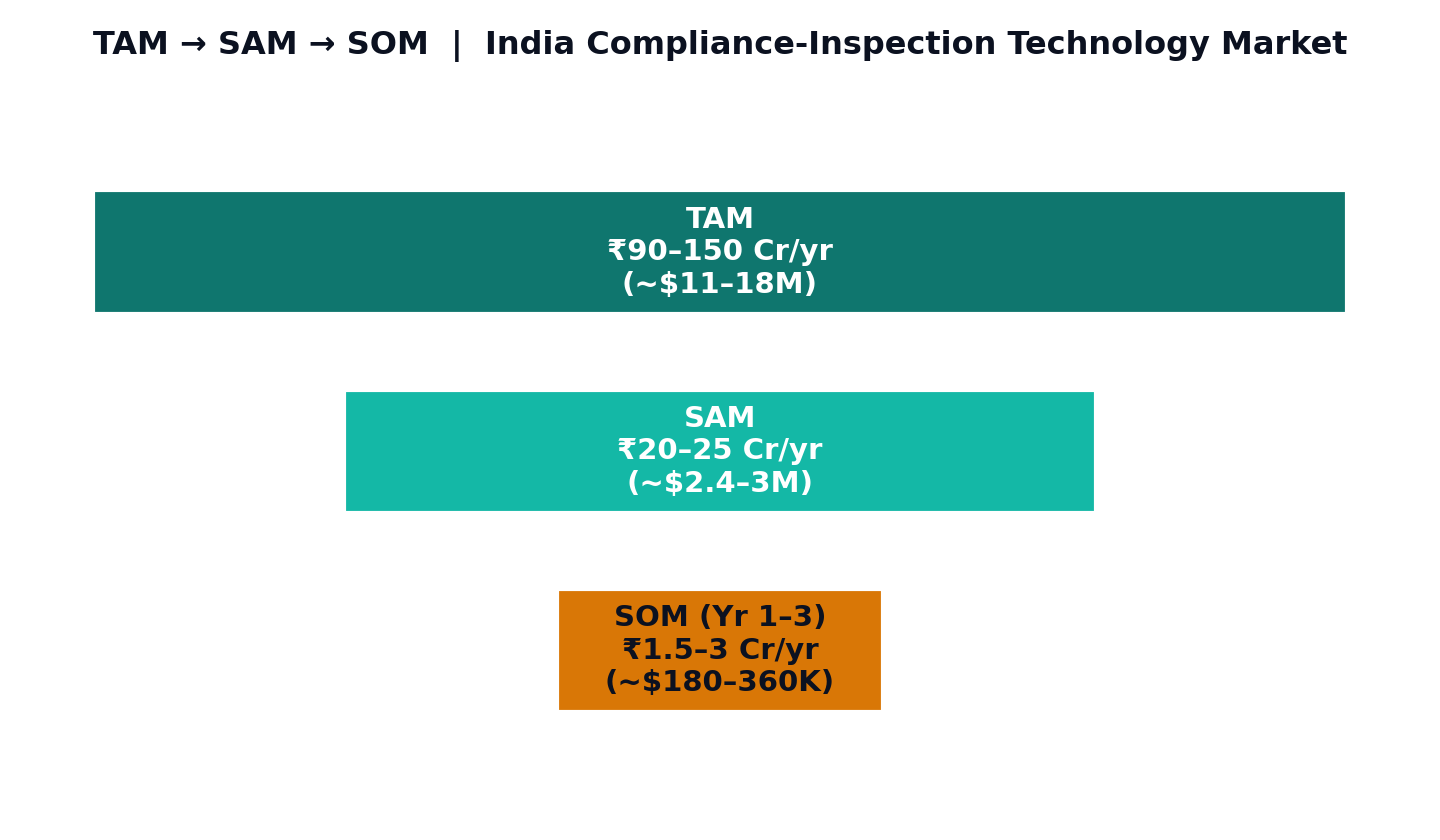 TAM → SAM → SOM | India Compliance-Inspection Technology Market
TAM
₹90–150 Cr/yr
(~$11–18M)
SAM
₹20–25 Cr/yr
(~$2.4–3M)
SOM (Yr 1–3)
₹1.5–3 Cr/yr
(~$180–360K)